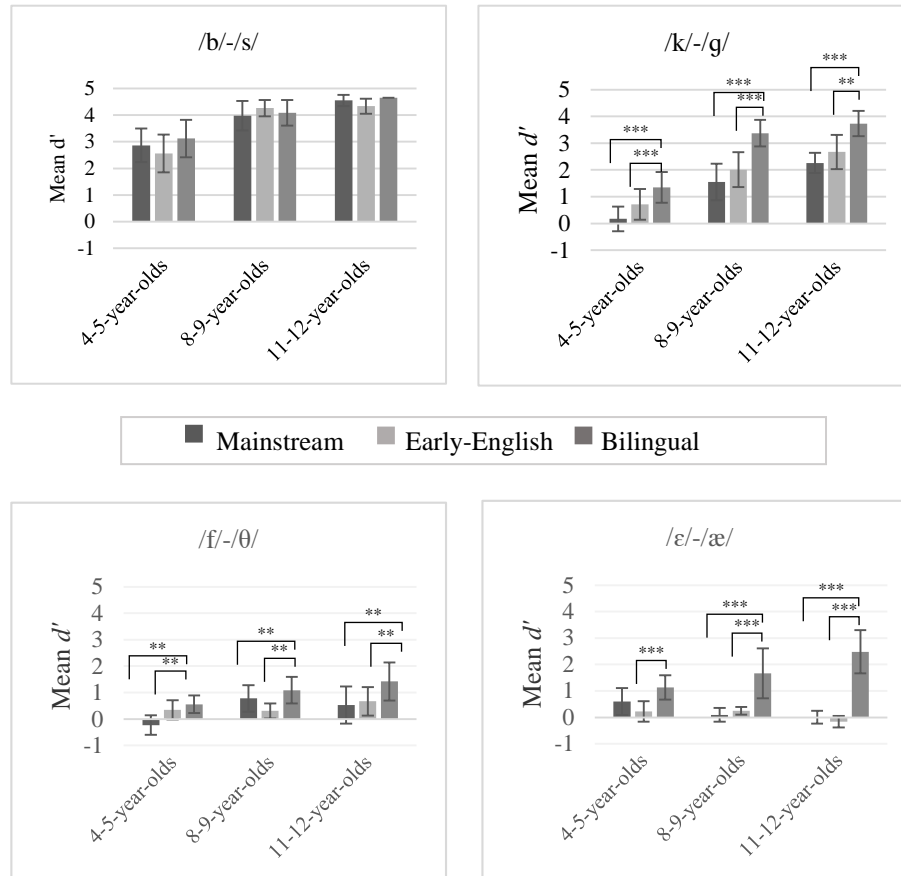 /b/-/s/
Mean d'
5
4
3
2
1
0
-1
4-5-year-olds
8-9-year-olds
11-12-year-olds
/k/-/ɡ/
Mean d'
5
4
3
2
1
0
-1
***
***
***
***
***
**
4-5-year-olds
8-9-year-olds
11-12-year-olds
Mainstream Early-English Bilingual
/f/-/θ/
Mean d'
5
4
3
2
1
0
-1
**
**
**
**
**
**
4-5-year-olds
8-9-year-olds
11-12-year-olds
/ɛ/-/æ/
Mean d'
5
4
3
2
1
0
-1
***
***
***
***
***
4-5-year-olds
8-9-year-olds
11-12-year-olds